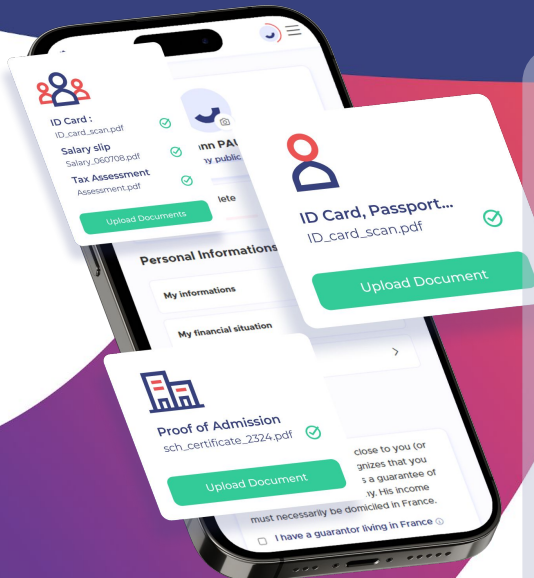 ID Card :
ID_card_scan.pdf
Salary slip
Salary_060708.pdf
Tax Assessment
Assessment.pdf
Upload Documents
public
ID Card, Passport...
ID_card_scan.pdf
Upload Document
Personal Informations
My informations
My financial situation
Proof of Admission
sch_certificate_2324.pdf
Upload Document
close to you (or
that you
a guarantee of
His income
must necessarily be domiciled in France.
I have a guarantor living in France